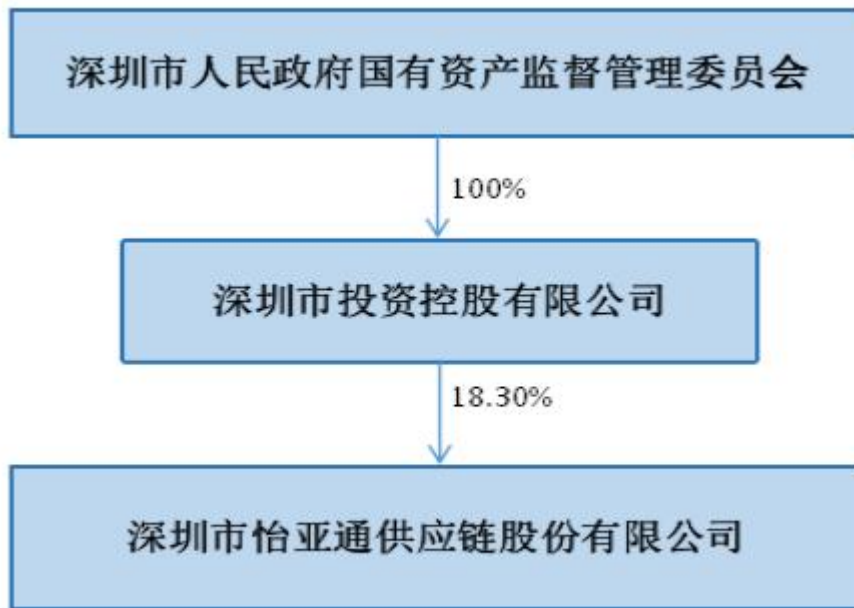 深圳市人民政府国有资产监督管理委员会
100%
深圳市投资控股有限公司
18.30%
深圳市怡亚通供应链股份有限公司